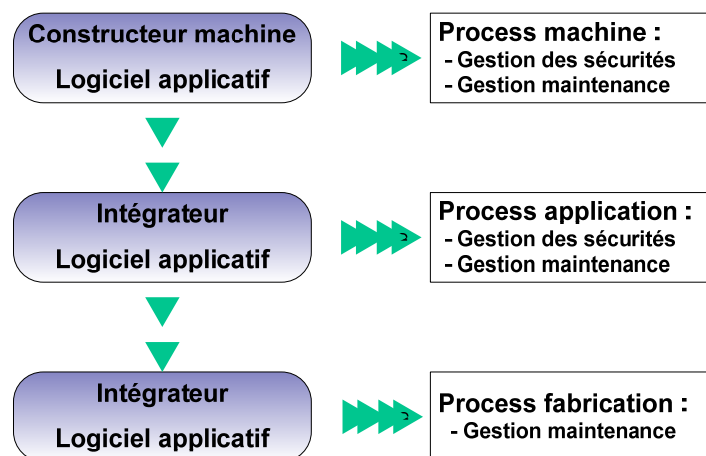 Constructeur machine
Logiciel applicatif
Process machine :
- Gestion des sécurités
- Gestion maintenance
Intégrateur
Logiciel applicatif
Process application :
- Gestion des sécurités
- Gestion maintenance
Intégrateur
Logiciel applicatif
Process fabrication :
- Gestion maintenance